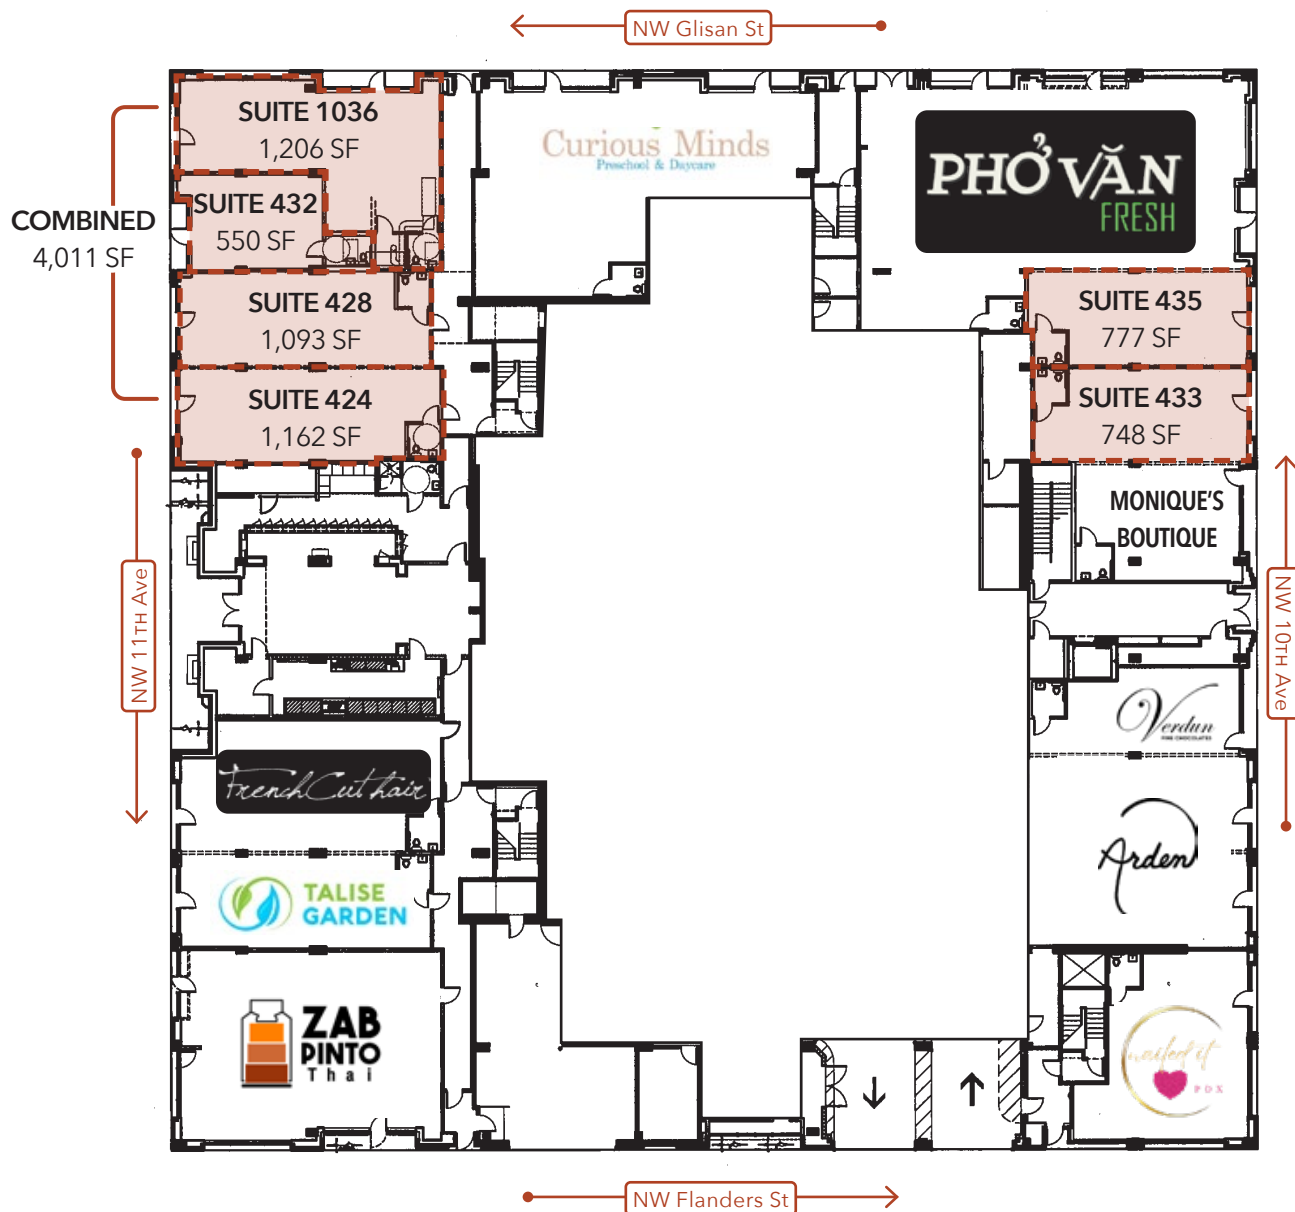 NW Glisan St
SUITE 1036
1,206 SF
SUITE 432
550 SF
COMBINED
4,011 SF
SUITE 428
1,093 SF
SUITE 424
1,162 SF
Curious Minds
Preschool & Daycare
PHỞ VĂN
FRESH
SUITE 435
777 SF
SUITE 433
748 SF
MONIQUE'S
BOUTIQUE
NW 11TH Ave
NW 10TH Ave
Verdun
FINE CHOCOLATES
French Cut hair
Arden
TALISE
GARDEN
ZAB
PINTO
Thai
nailed it
PDX
NW Flanders St